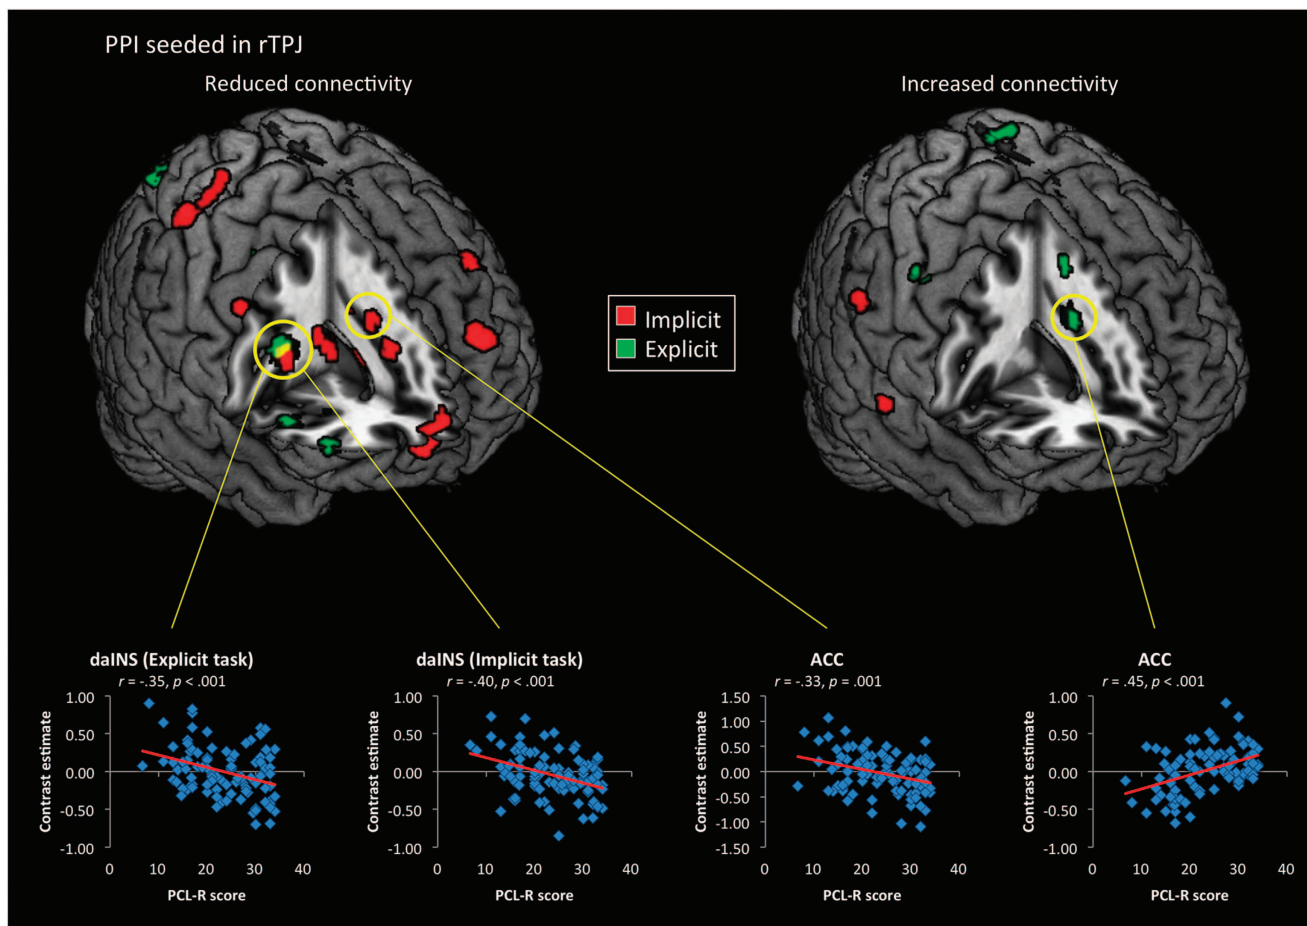 PPI seeded in rTPJ
Reduced connectivity
Increased connectivity
Implicit
Explicit
daINS (Explicit task)
r = -.35, p < .001
1.00
0.50
0.00
-0.50
-1.00
Contrast estimate
0 10 20 30 40
PCL-R score
daINS (Implicit task)
r = -.40, p < .001
1.00
0.50
0.00
-0.50
-1.00
Contrast estimate
0 10 20 30 40
PCL-R score
ACC
r = -.33, p = .001
1.50
1.00
0.50
0.00
-0.50
-1.00
-1.50
Contrast estimate
0 10 20 30 40
PCL-R score
ACC
r = .45, p < .001
1.00
0.50
0.00
-0.50
-1.00
Contrast estimate
0 10 20 30 40
PCL-R score